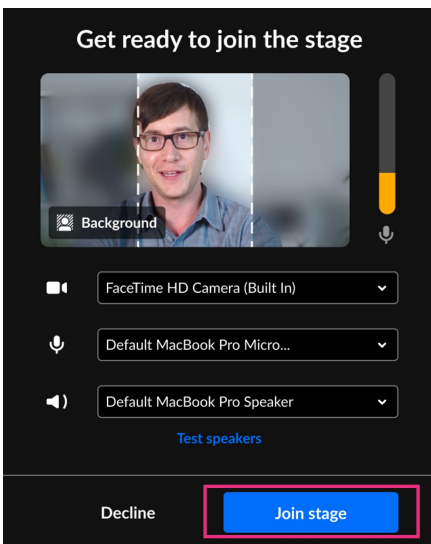 Get ready to join the stage
Background
FaceTime HD Camera (Built In)
Default MacBook Pro Micro...
Default MacBook Pro Speaker
Test speakers
Decline
Join stage